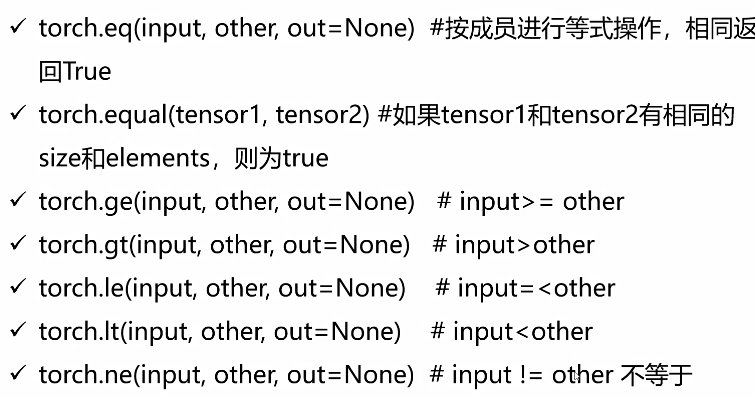 ✓ torch.eq(input, other, out=None) #按成员进行等式操作，相同返
回True
✓ torch.equal(tensor1, tensor2) #如果tensor1和tensor2有相同的
size和elements，则为true
✓ torch.ge(input, other, out=None) # input>= other
✓ torch.gt(input, other, out=None) # input>other
✓ torch.le(input, other, out=None) # input=<other
✓ torch.lt(input, other, out=None) # input<other
✓ torch.ne(input, other, out=None) # input != other 不等于